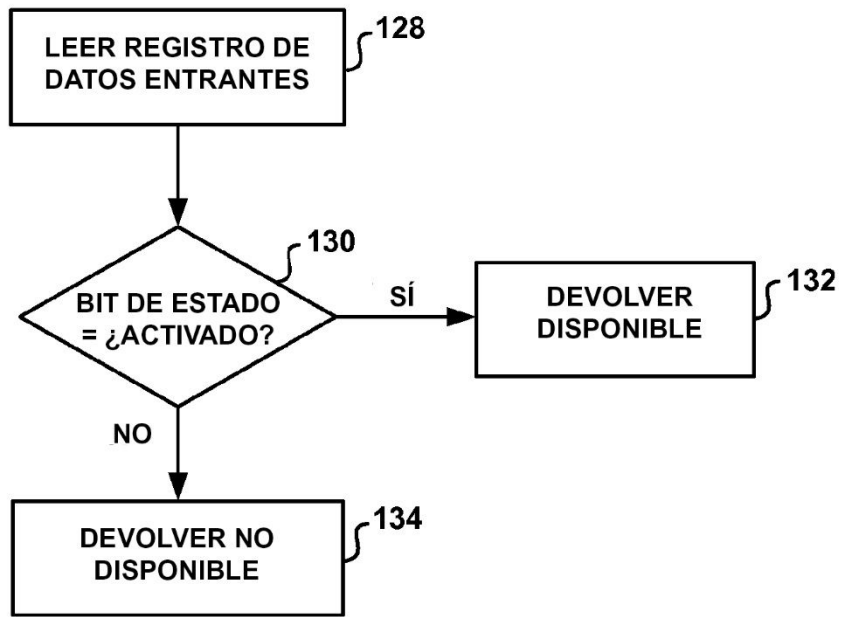 LEER REGISTRO DE
DATOS ENTRANTES
128
BIT DE ESTADO
= ¿ACTIVADO?
130
SÍ
DEVOLVER
DISPONIBLE
132
NO
DEVOLVER NO
DISPONIBLE
134